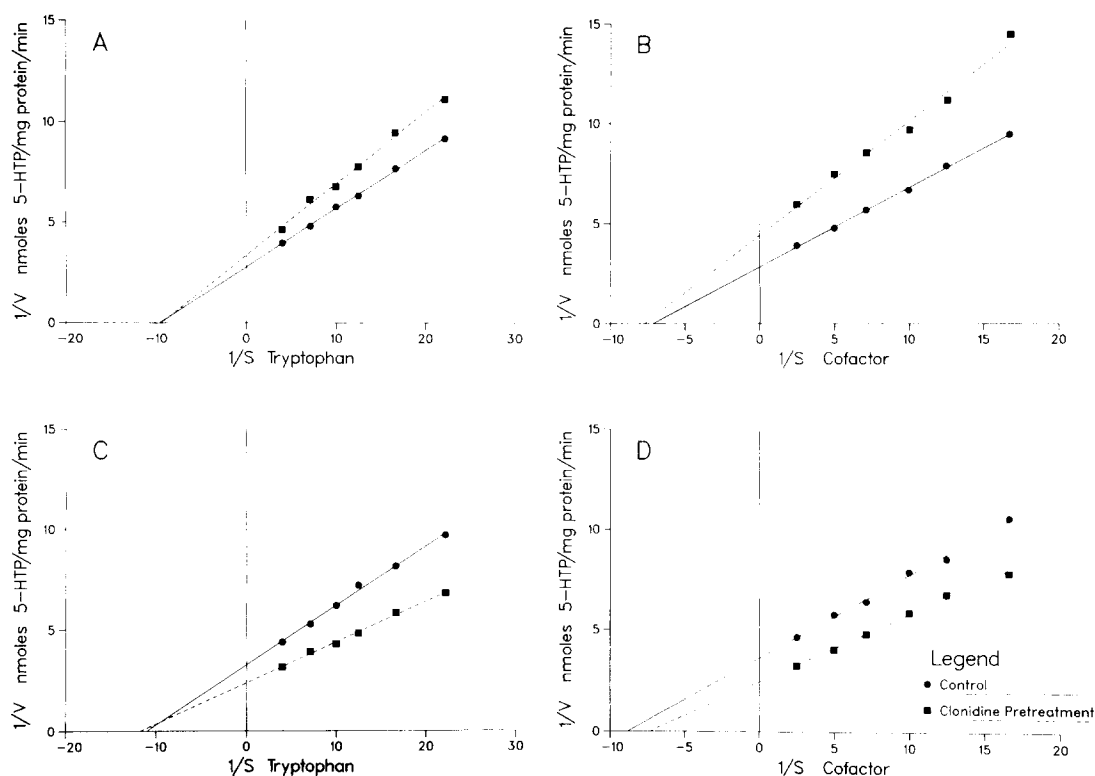 A
1/V nmoles 5-HTP/mg protein/min
15
10
5
0
-20
-10
0
10
20
30
1/S Tryptophan
B
1/V nmoles 5-HTP/mg protein/min
15
10
5
0
-10
-5
0
5
10
15
20
1/S Cofactor
C
1/V nmoles 5-HTP/mg protein/min
15
10
5
0
-20
-10
0
10
20
30
1/S Tryptophan
D
1/V nmoles 5-HTP/mg protein/min
15
10
5
0
-10
-5
0
5
10
15
20
1/S Cofactor
Legend
Control
Clonidine Pretreatment